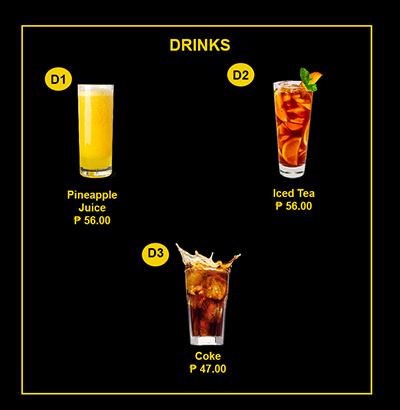 DRINKS
D1
Pineapple
Juice
₱ 56.00
D2
Iced Tea
₱ 56.00
D3
Coke
₱ 47.00